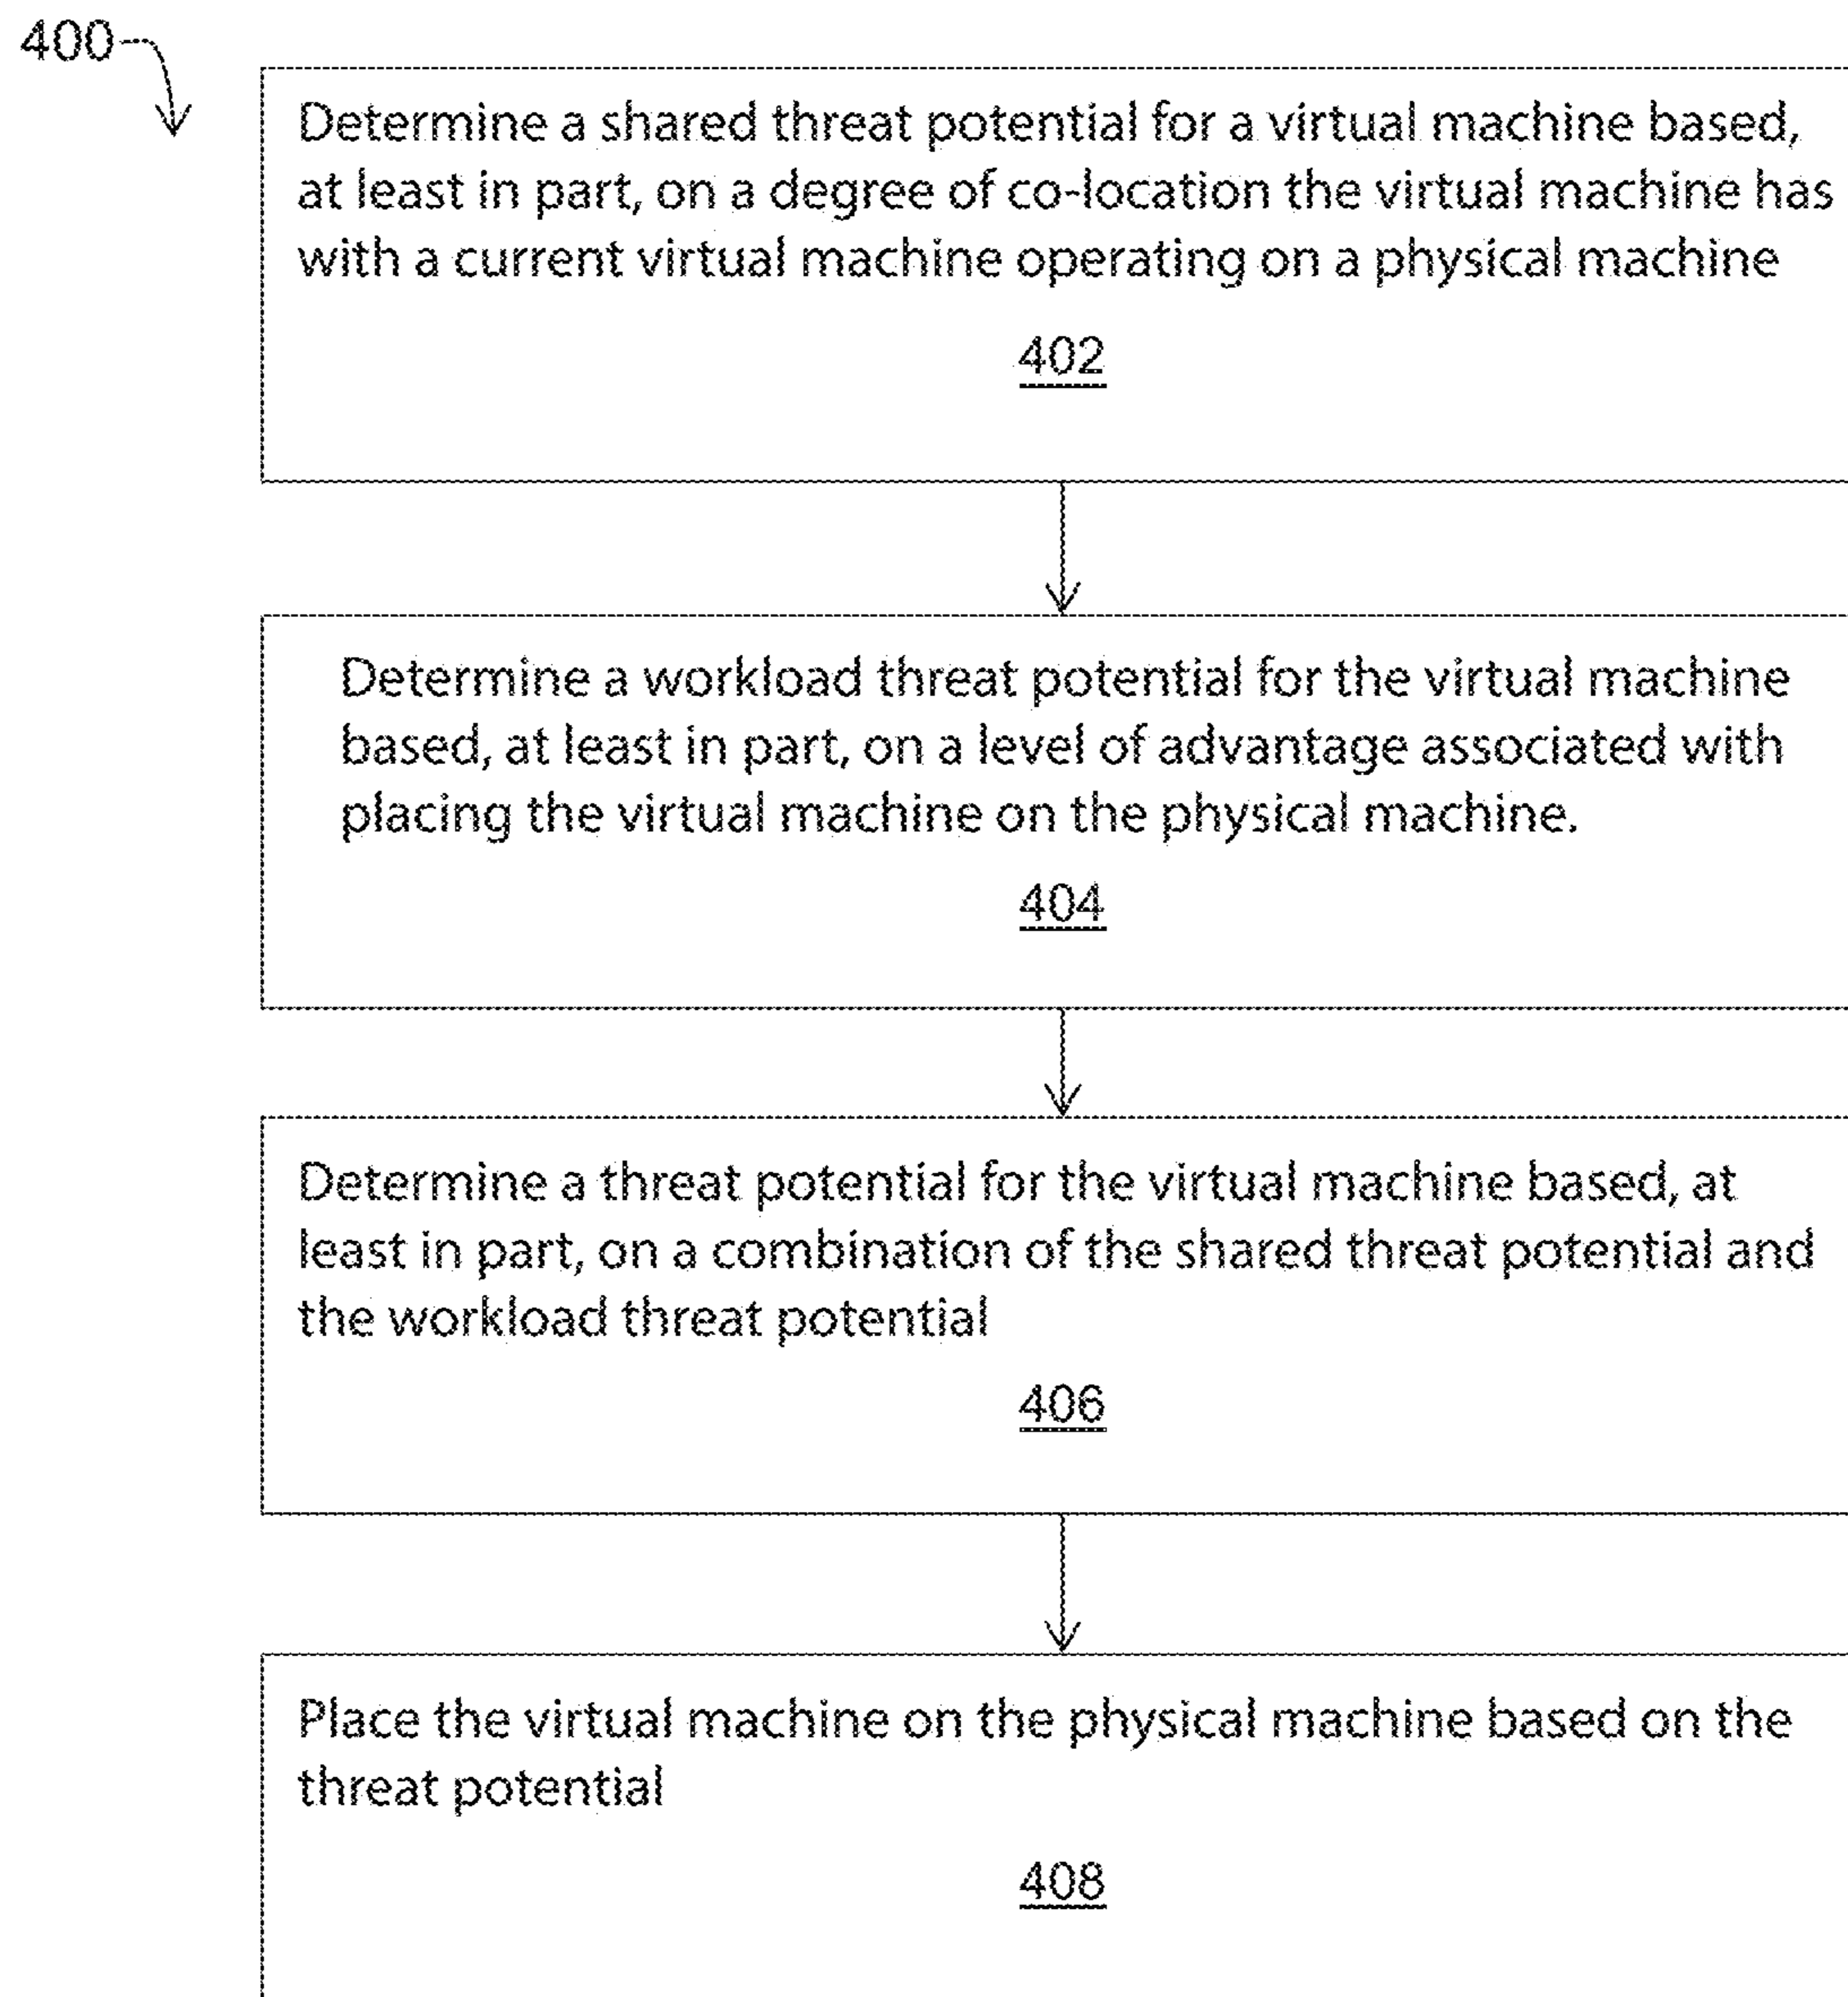 400
Determine a shared threat potential for a virtual machine based,
at least in part, on a degree of co-location the virtual machine has
with a current virtual machine operating on a physical machine
402
Determine a workload threat potential for the virtual machine
based, at least in part, on a level of advantage associated with
placing the virtual machine on the physical machine.
404
Determine a threat potential for the virtual machine based, at
least in part, on a combination of the shared threat potential and
the workload threat potential
406
Place the virtual machine on the physical machine based on the
threat potential
408